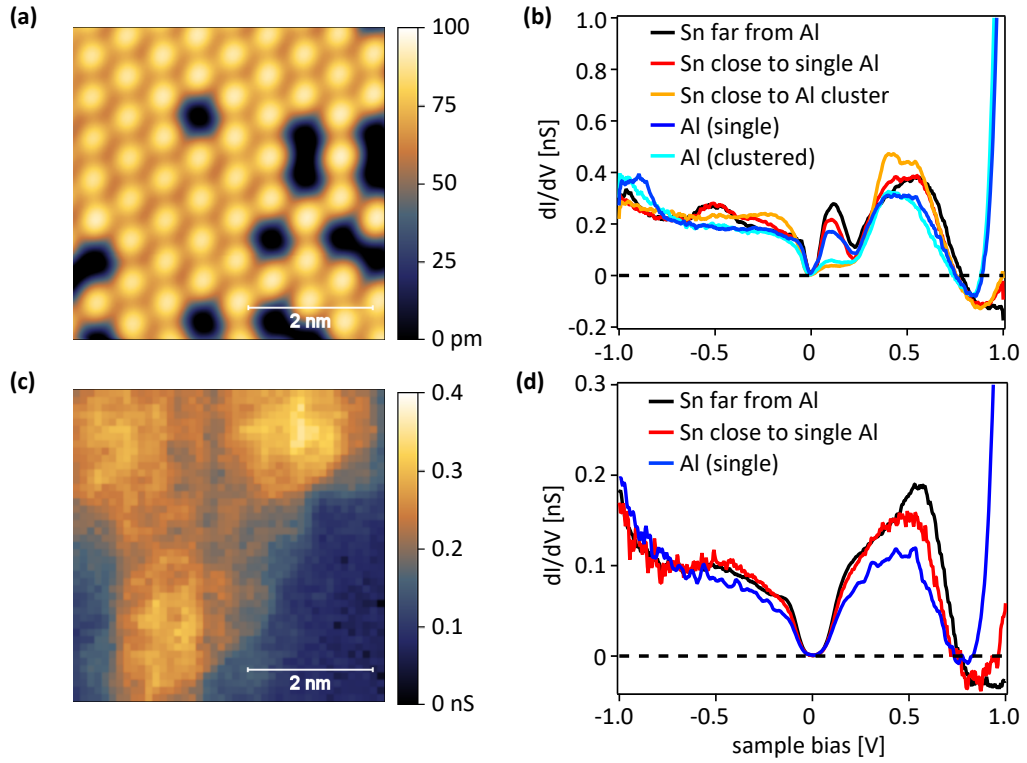 (a)
100
75
50
25
0 pm
2 nm
(b)
dI/dV [nS]
1.0
0.8
0.6
0.4
0.2
0
-0.2
Sn far from Al
Sn close to single Al
Sn close to Al cluster
Al (single)
Al (clustered)
-1.0
-0.5
0
0.5
1.0
(c)
0.4
0.3
0.2
0.1
0 nS
2 nm
(d)
dI/dV [nS]
0.3
0.2
0.1
0
Sn far from Al
Sn close to single Al
Al (single)
-1.0
-0.5
0
0.5
1.0
sample bias [V]